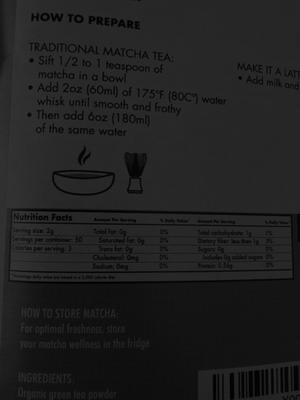 HOW TO PREPARE
TRADITIONAL MATCHA TEA:
• Sift 1/2 to 1 teaspoon of
matcha in a bowl
• Add 2oz (60ml) of 175°F (80C°) water
whisk until smooth and frothy
• Then add 6oz (180ml)
of the same water
MAKE IT A LATT
• Add milk and
Nutrition Facts
Serving size: 2g
Servings per container: 50
Calories per serving: 5
Amount Per Serving % Daily Value*
Total Fat: 0g 0%
Saturated Fat: 0g 0%
Trans Fat: 0g 0%
Cholesterol: 0mg 0%
Sodium: 0mg 0%
Amount Per Serving % Daily Value
Total carbohydrate: 1g 1%
Dietary fiber: less than 1g 3%
Sugars: 0g 0%
Includes 0g added sugars 0%
Protein: 0.56g 0%
*Percentage daily value are based on a 2,000 calorie diet
HOW TO STORE MATCHA:
For optimal freshness, store
your matcha wellness in the fridge
INGREDIENTS:
Organic green tea powder